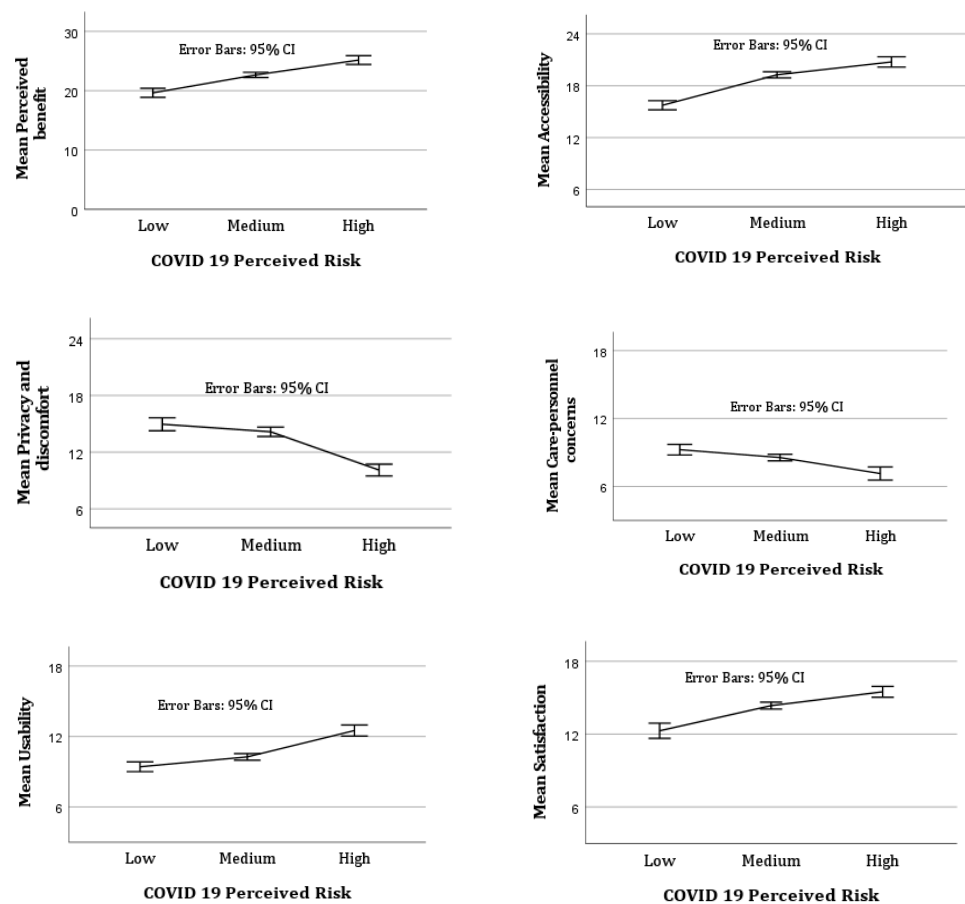 30
20
10
0
Mean Perceived
benefit
Error Bars: 95% CI
Low Medium High
COVID 19 Perceived Risk
24
18
12
6
Mean Accessibility
Error Bars: 95% CI
Low Medium High
COVID 19 Perceived Risk
24
18
12
6
Mean Privacy and
discomfort
Error Bars: 95% CI
Low Medium High
COVID 19 Perceived Risk
18
12
6
Mean Care-personnel
concerns
Error Bars: 95% CI
Low Medium High
COVID 19 Perceived Risk
18
12
6
Mean Usability
Error Bars: 95% CI
Low Medium High
COVID 19 Perceived Risk
18
12
6
Mean Satisfaction
Error Bars: 95% CI
Low Medium High
COVID 19 Perceived Risk